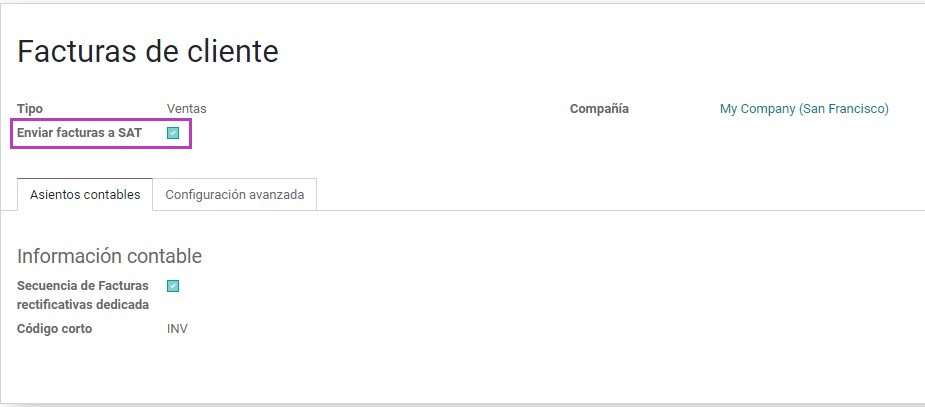 Facturas de cliente
Tipo Ventas Compañía My Company (San Francisco)
Enviar facturas a SAT
Asientos contables Configuración avanzada
Información contable
Secuencia de Facturas
rectificativas dedicada
Código corto INV